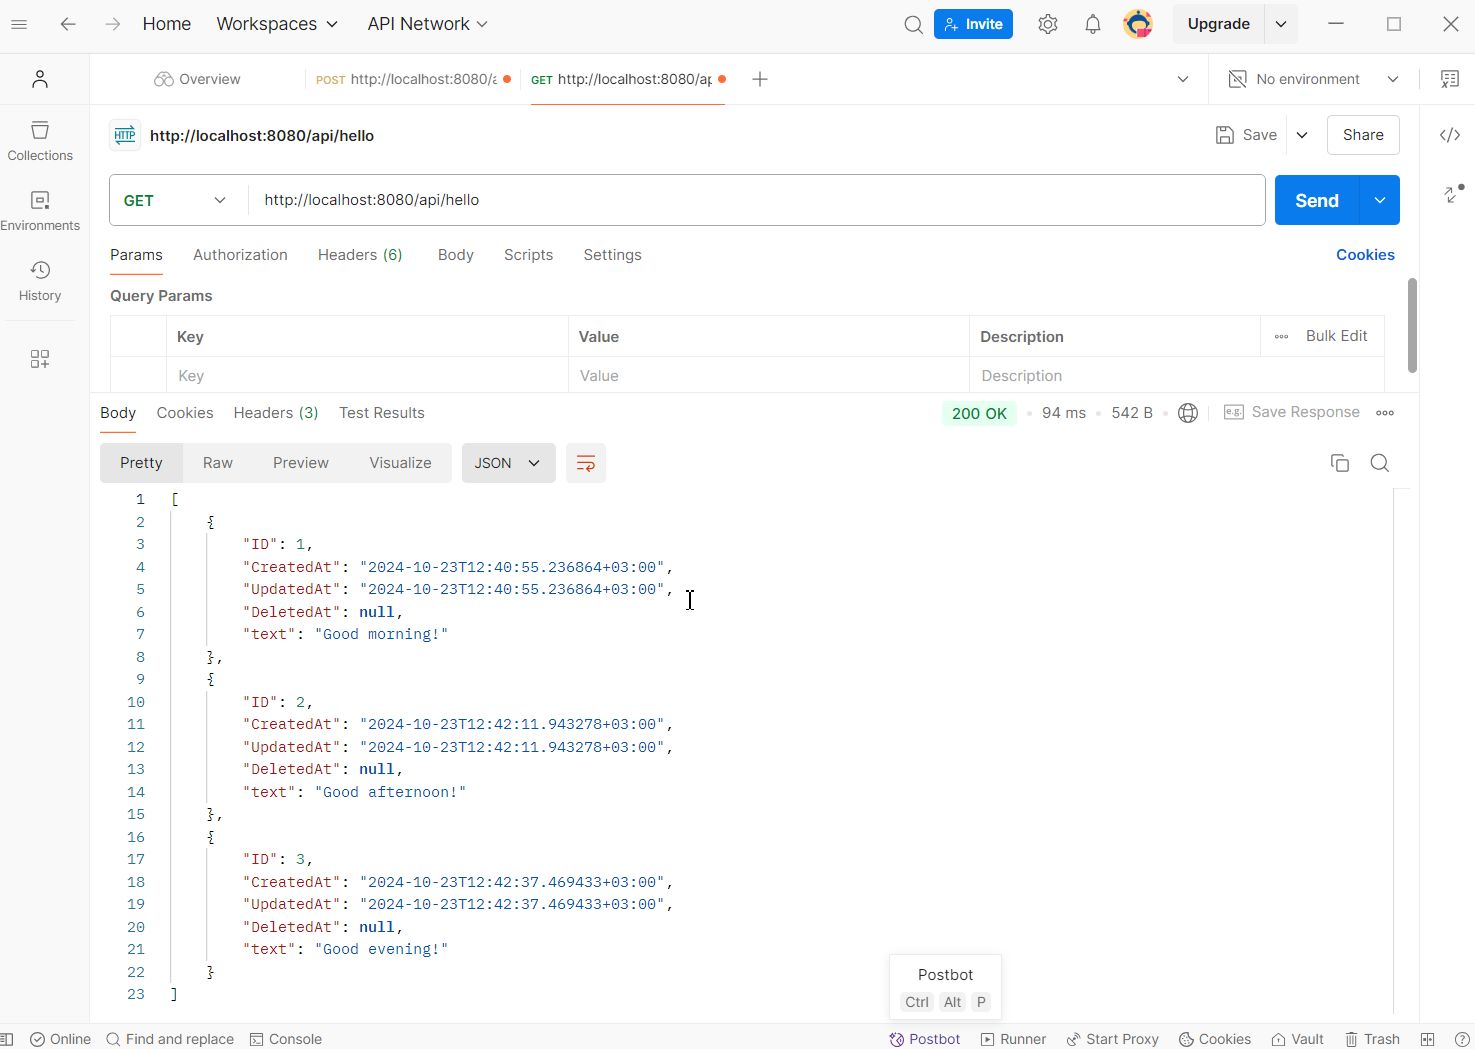 Home Workspaces API Network Invite Upgrade
Overview POST http://localhost:8080/a GET http://localhost:8080/ap No environment
HTTP http://localhost:8080/api/hello Save Share
Collections
GET http://localhost:8080/api/hello Send
Environments
Params Authorization Headers (6) Body Scripts Settings Cookies
History
Query Params
Key Value Description Bulk Edit
Key Value Description
Body Cookies Headers (3) Test Results 200 OK 94 ms 542 B e.g. Save Response
Pretty Raw Preview Visualize JSON
1 [
2 {
3 "ID": 1,
4 "CreatedAt": "2024-10-23T12:40:55.236864+03:00",
5 "UpdatedAt": "2024-10-23T12:40:55.236864+03:00",
6 "DeletedAt": null,
7 "text": "Good morning!"
8 },
9 {
10 "ID": 2,
11 "CreatedAt": "2024-10-23T12:42:11.943278+03:00",
12 "UpdatedAt": "2024-10-23T12:42:11.943278+03:00",
13 "DeletedAt": null,
14 "text": "Good afternoon!"
15 },
16 {
17 "ID": 3,
18 "CreatedAt": "2024-10-23T12:42:37.469433+03:00",
19 "UpdatedAt": "2024-10-23T12:42:37.469433+03:00",
20 "DeletedAt": null,
21 "text": "Good evening!"
22 }
23 ]
Postbot
Ctrl Alt P
Online Find and replace Console Postbot Runner Start Proxy Cookies Vault Trash